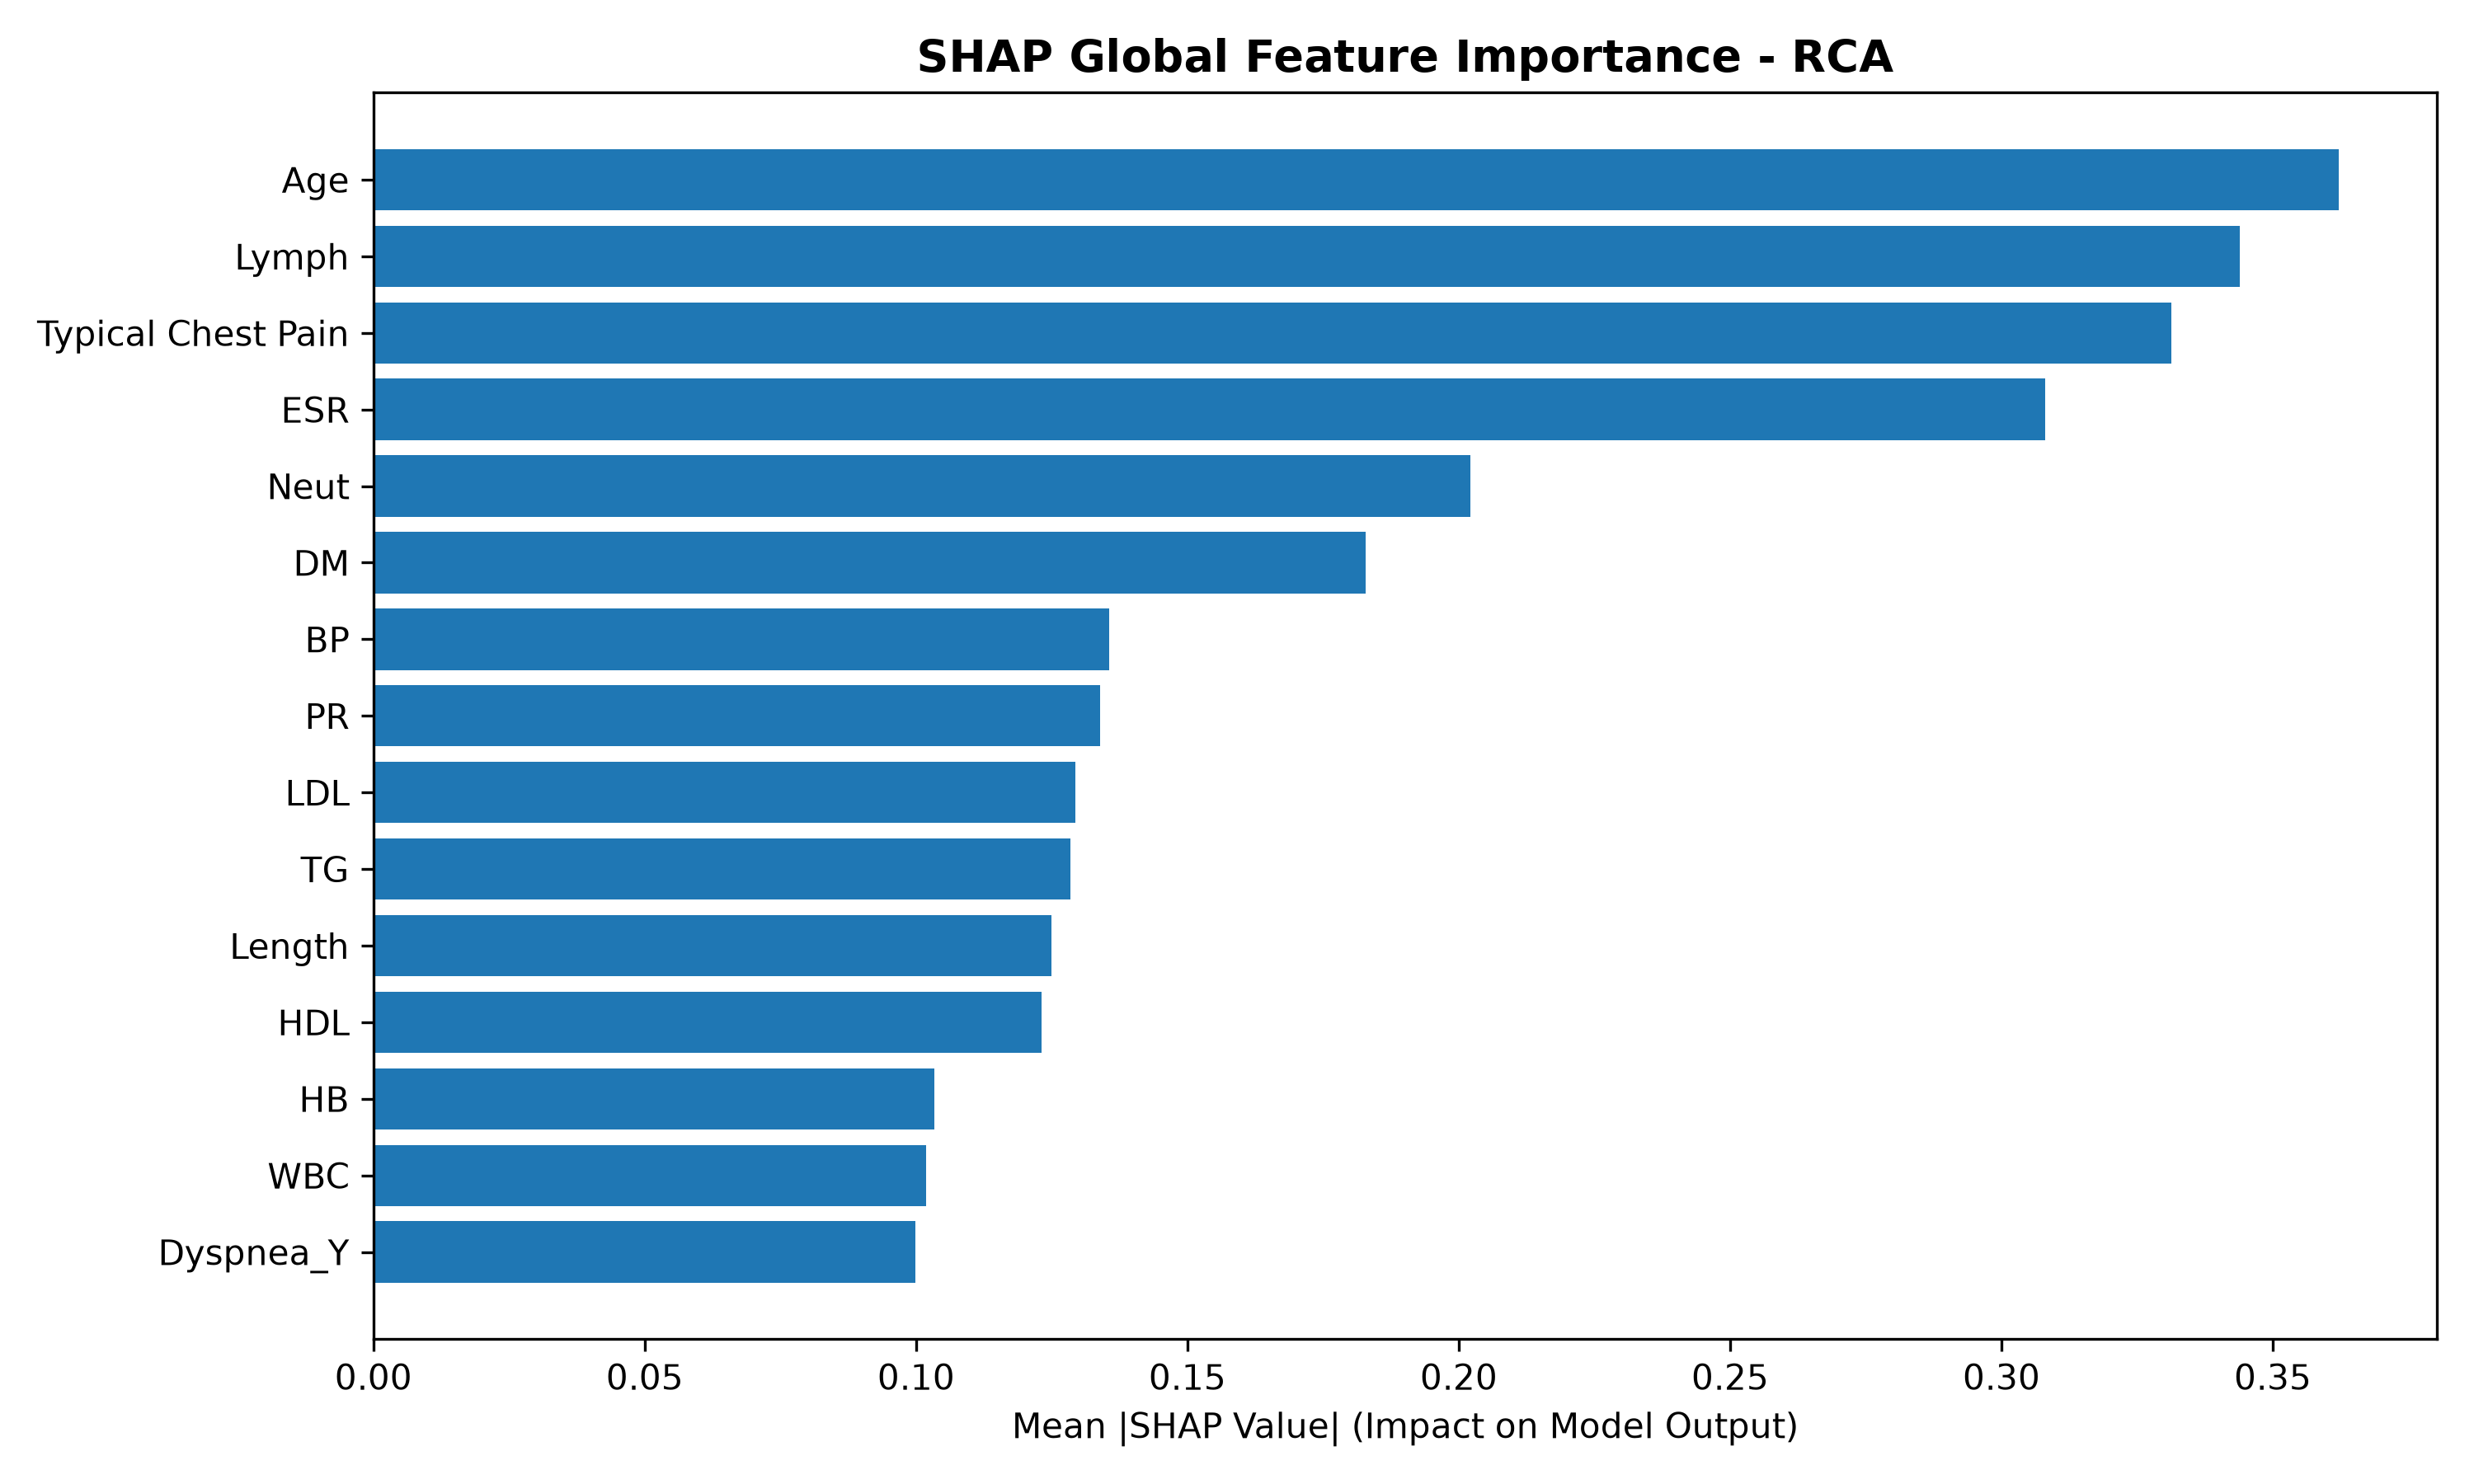 SHAP Global Feature Importance - RCA
Age
Lymph
Typical Chest Pain
ESR
Neut
DM
BP
PR
LDL
TG
Length
HDL
HB
WBC
Dyspnea_Y
0.00 0.05 0.10 0.15 0.20 0.25 0.30 0.35
Mean |SHAP Value| (Impact on Model Output)